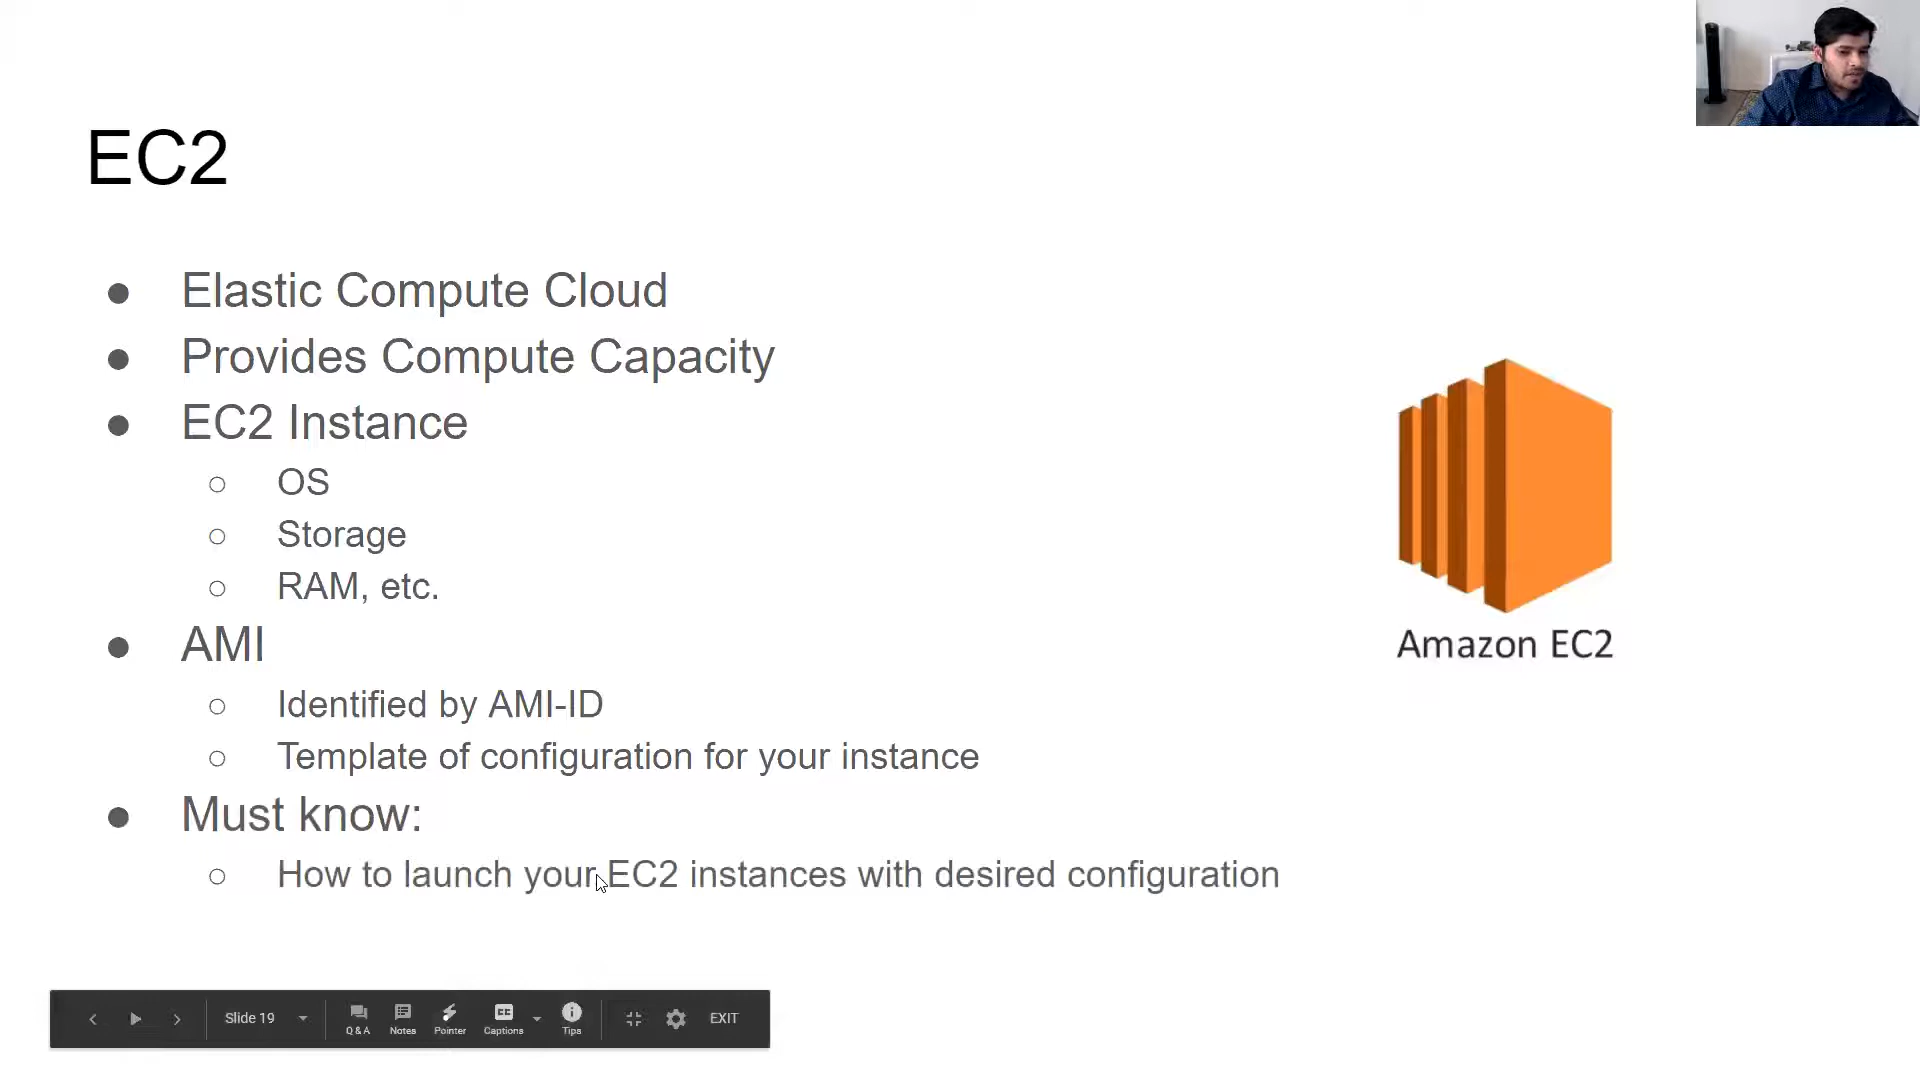 EC2
● Elastic Compute Cloud
● Provides Compute Capacity
● EC2 Instance
○ OS
○ Storage
○ RAM, etc.
● AMI
○ Identified by AMI-ID
○ Template of configuration for your instance
● Must know:
○ How to launch your EC2 instances with desired configuration
Amazon EC2
Slide 19
Q & A
Notes
Pointer
CC
Captions
Tips
EXIT